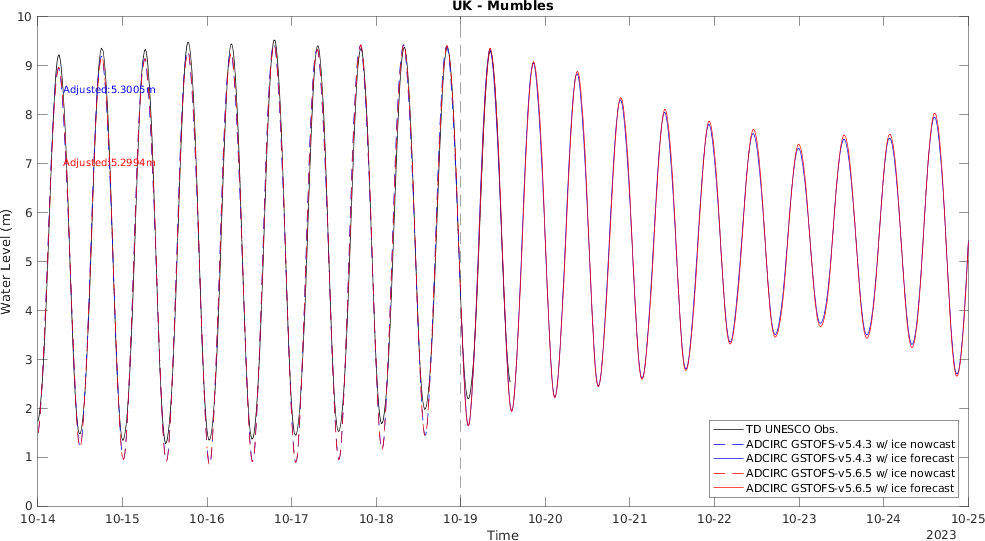 UK - Mumbles
10
9
8
7
6
5
4
3
2
1
0
Water Level (m)
Adjusted:5.3005m
Adjusted:5.2994m
TD UNESCO Obs.
ADCIRC GSTOFS-v5.4.3 w/ ice nowcast
ADCIRC GSTOFS-v5.4.3 w/ ice forecast
ADCIRC GSTOFS-v5.6.5 w/ ice nowcast
ADCIRC GSTOFS-v5.6.5 w/ ice forecast
10-14 10-15 10-16 10-17 10-18 10-19 10-20 10-21 10-22 10-23 10-24 10-25
Time
2023